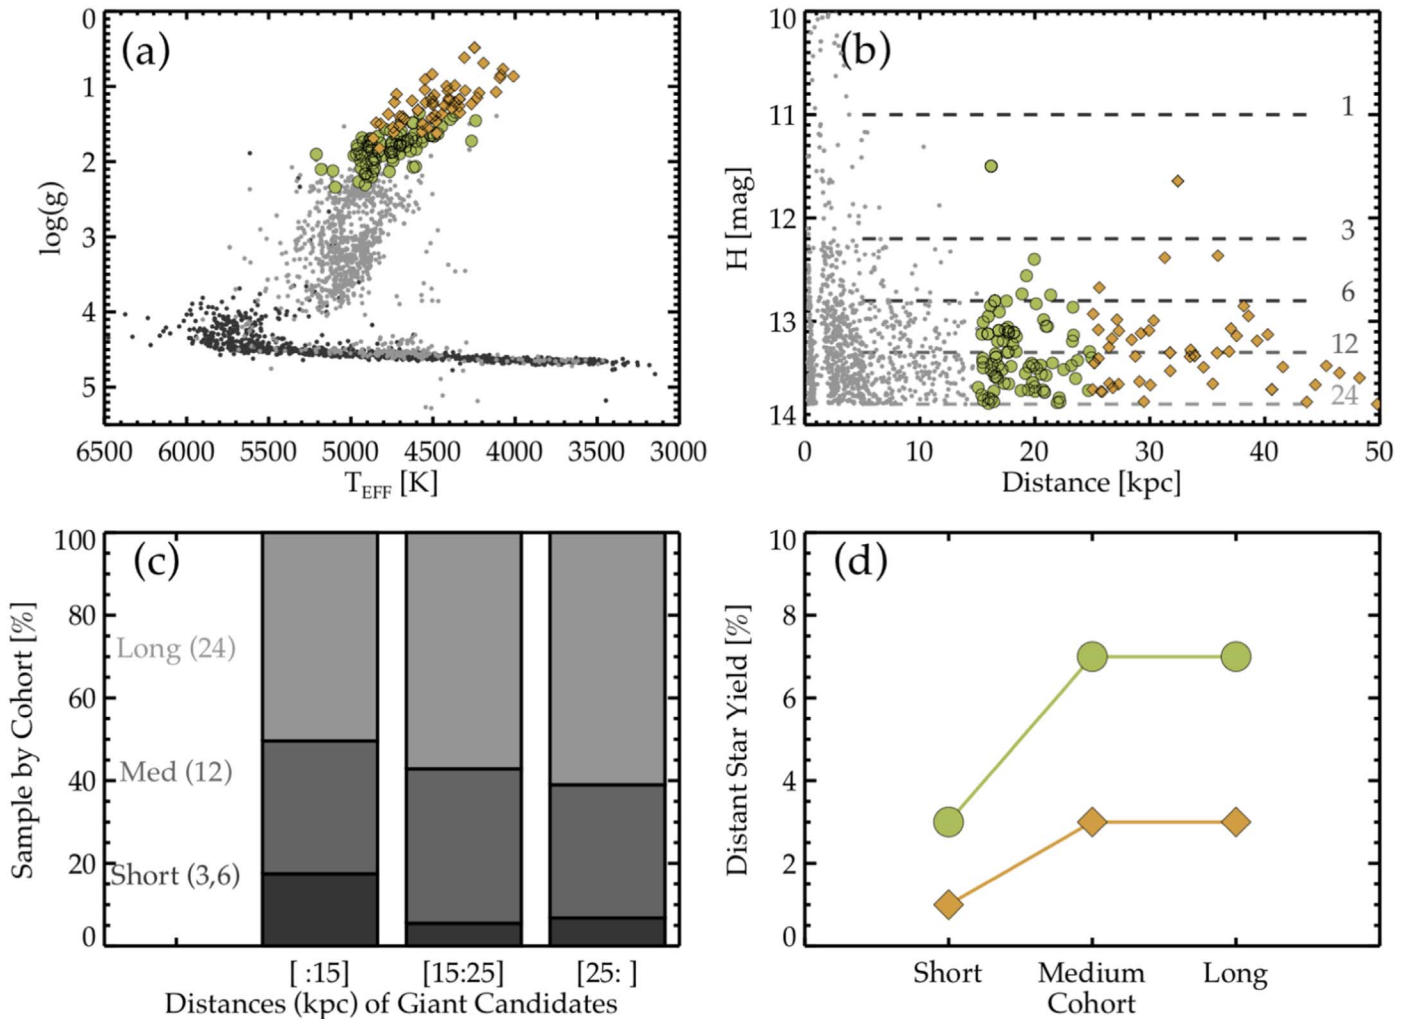 (a)
0
1
2
3
4
5
log(g)
6500 6000 5500 5000 4500 4000 3500 3000
T_EFF [K]
(b)
10
11
12
13
14
H [mag]
1
3
6
12
24
0 10 20 30 40 50
Distance [kpc]
(c)
100
80
60
40
20
0
Sample by Cohort [%]
Long (24)
Med (12)
Short (3,6)
[ :15] [15:25] [25: ]
Distances (kpc) of Giant Candidates
(d)
10
8
6
4
2
0
Distant Star Yield [%]
Short Medium Long
Cohort